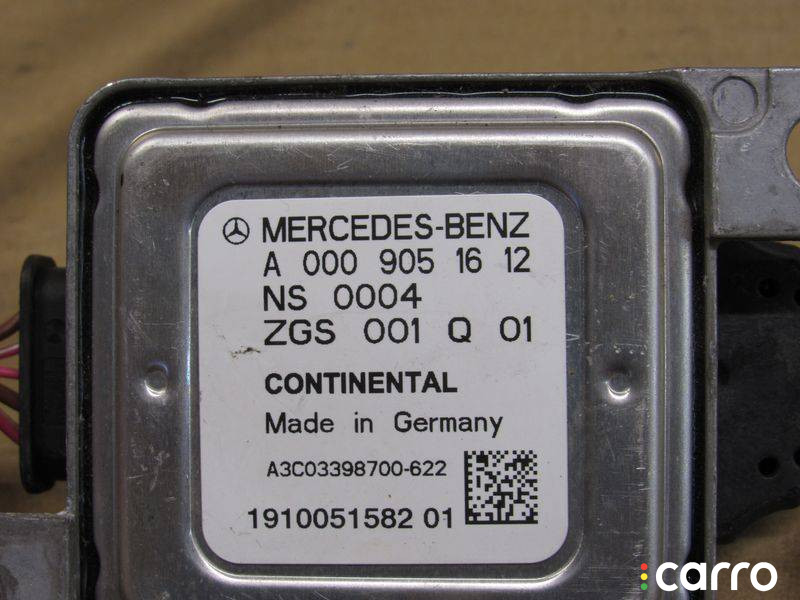 MERCEDES-BENZ
A 000 905 16 12
NS 0004
ZGS 001 Q 01
CONTINENTAL
Made in Germany
A3C03398700-622
1910051582 01
carro